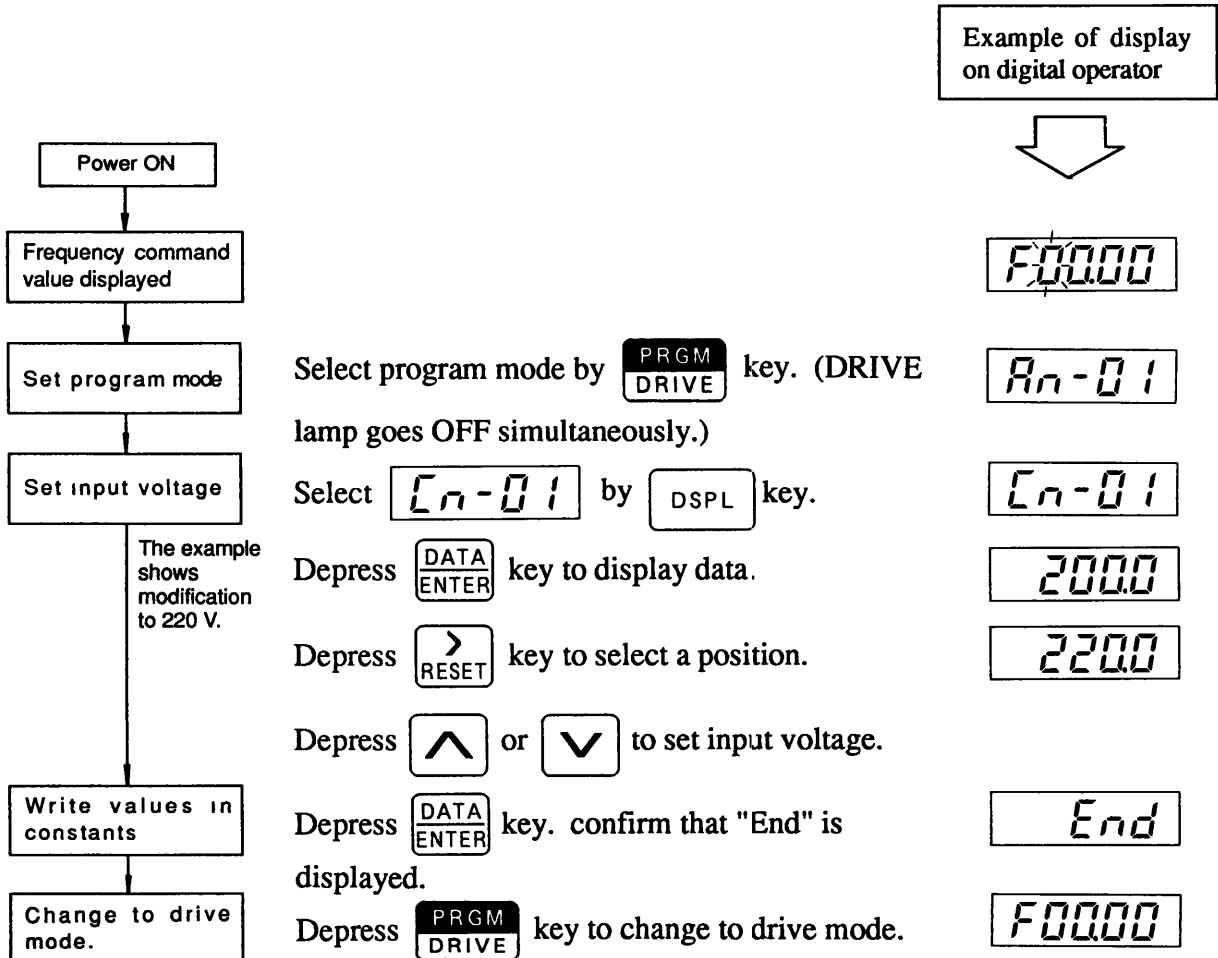 Example of display
on digital operator
Power ON
Frequency command
value displayed
F00.00
Set program mode
Select program mode by PRGM DRIVE key. (DRIVE
lamp goes OFF simultaneously.)
An-01
Set input voltage
Select Cn-01 by DSPL key.
Cn-01
The example
shows
modification
to 220 V.
Depress DATA ENTER key to display data.
200.0
Depress > RESET key to select a position.
220.0
Depress ∧ or ∨ to set input voltage.
Write values in
constants
Depress DATA ENTER key. confirm that "End" is
displayed.
End
Change to drive
mode.
Depress PRGM DRIVE key to change to drive mode.
F00.00